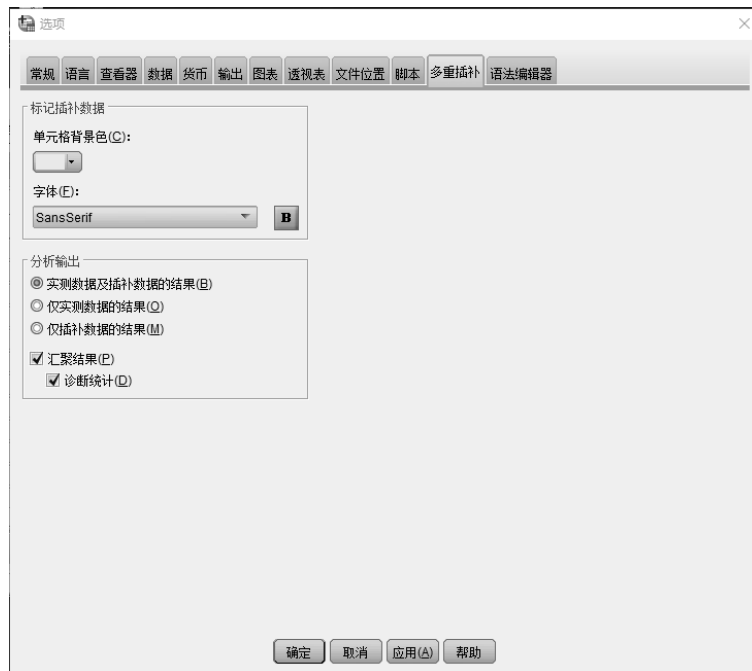 选项
常规 语言 查看器 数据 货币 输出 图表 透视表 文件位置 脚本 多重插补 语法编辑器
标记插补数据
单元格背景色(C):
字体(F):
SansSerif B
分析输出
实测数据及插补数据的结果(B)
仅实测数据的结果(O)
仅插补数据的结果(M)
汇聚结果(P)
诊断统计(D)
确定 取消 应用(A) 帮助